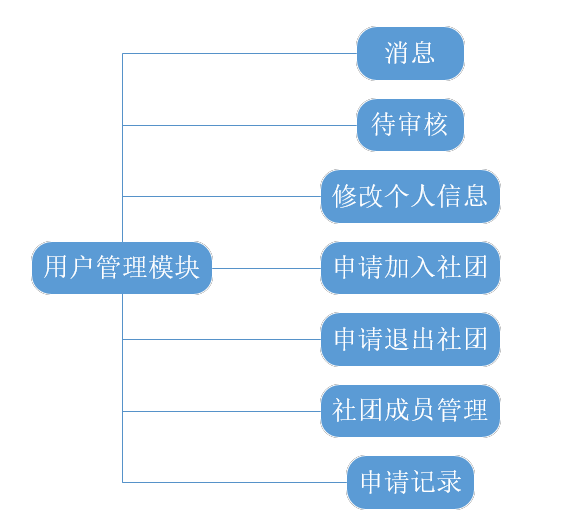 消息
待审核
修改个人信息
用户管理模块
申请加入社团
申请退出社团
社团成员管理
申请记录